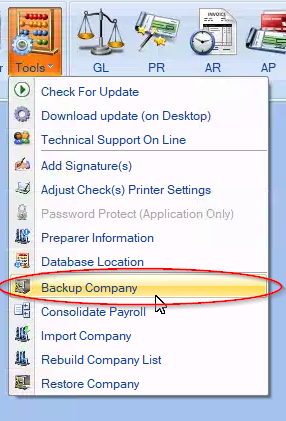 Tools
GL
PR
AR
AP
Check For Update
Download update (on Desktop)
Technical Support On Line
Add Signature(s)
Adjust Check(s) Printer Settings
Password Protect (Application Only)
Preparer Information
Database Location
Backup Company
Consolidate Payroll
Import Company
Rebuild Company List
Restore Company